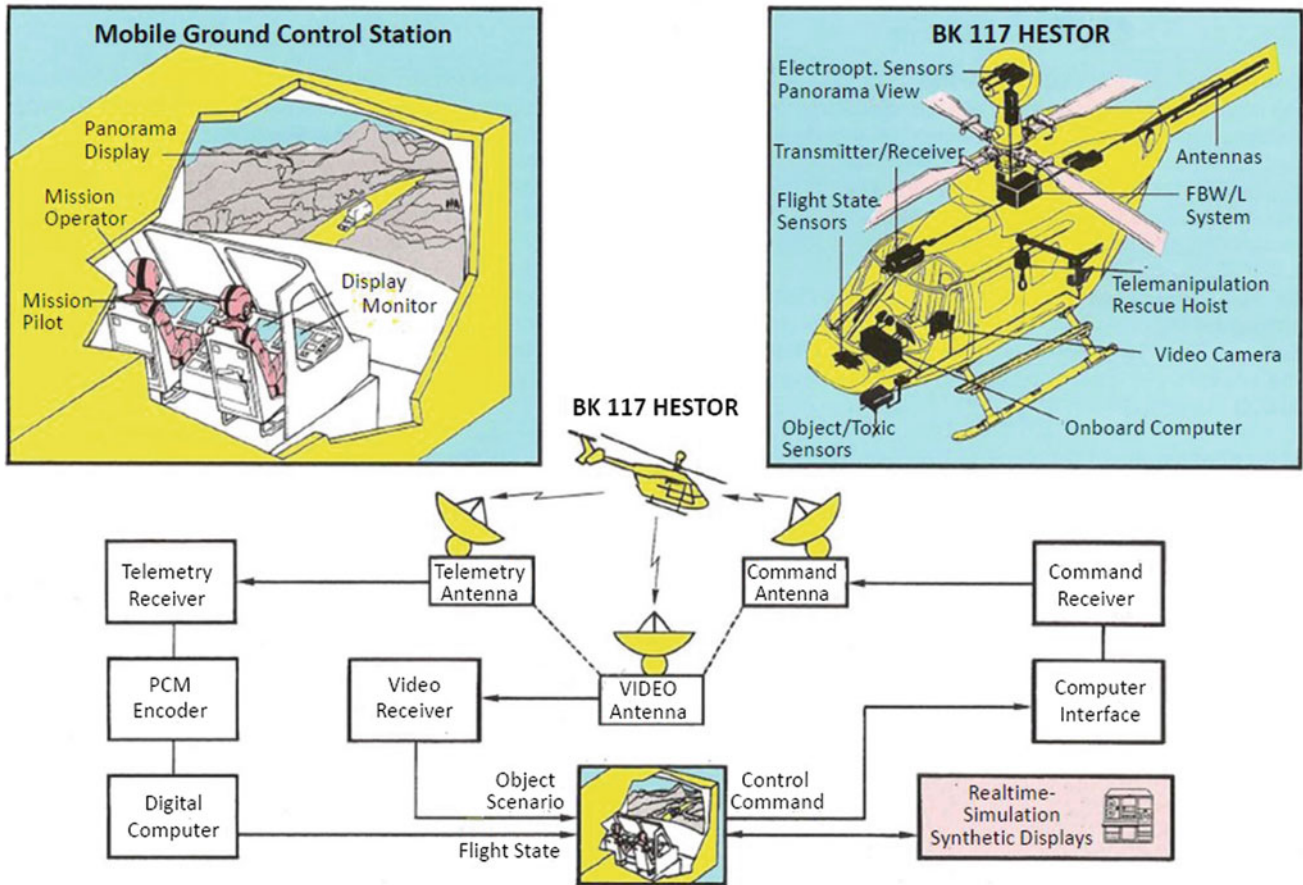 Mobile Ground Control Station
Panorama
Display
Mission
Operator
Mission
Pilot
Display
Monitor
BK 117 HESTOR
Electroopt. Sensors
Panorama View
Transmitter/Receiver
Flight State
Sensors
Antennas
FBW/L
System
Telemanipulation
Rescue Hoist
Video Camera
Object/Toxic
Sensors
Onboard Computer
BK 117 HESTOR
Telemetry
Receiver
Telemetry
Antenna
Command
Antenna
Command
Receiver
PCM
Encoder
Video
Receiver
VIDEO
Antenna
Computer
Interface
Digital
Computer
Object
Scenario
Flight State
Control
Command
Realtime-
Simulation
Synthetic Displays